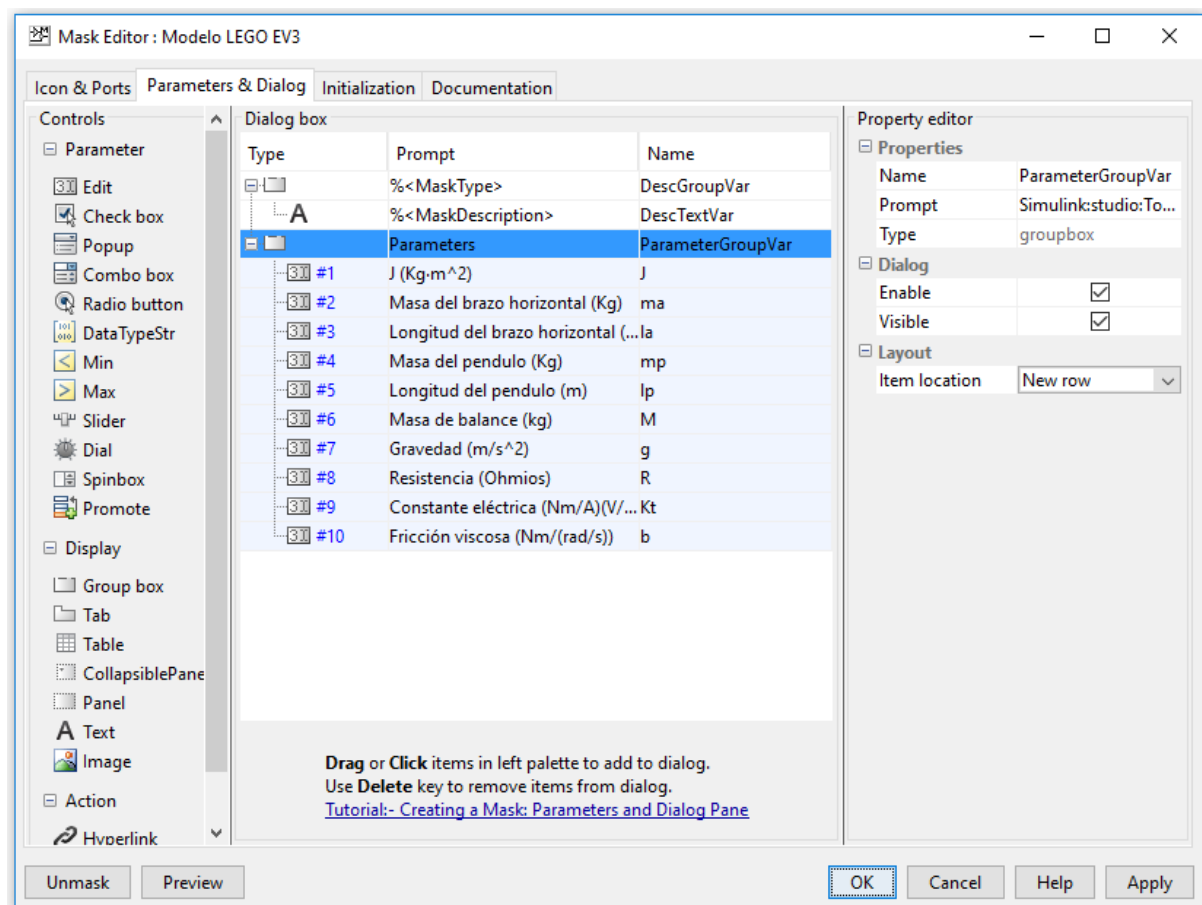 Mask Editor : Modelo LEGO EV3
Icon & Ports Parameters & Dialog Initialization Documentation
Controls
Parameter
Edit
Check box
Popup
Combo box
Radio button
DataTypeStr
Min
Max
Slider
Dial
Spinbox
Promote
Display
Group box
Tab
Table
CollapsiblePane
Panel
A Text
Image
Action
Hyperlink
Dialog box
Type Prompt Name
%<MaskType> DescGroupVar
A %<MaskDescription> DescTextVar
Parameters ParameterGroupVar
#1 J (Kg·m^2) J
#2 Masa del brazo horizontal (Kg) ma
#3 Longitud del brazo horizontal (... la
#4 Masa del pendulo (Kg) mp
#5 Longitud del pendulo (m) lp
#6 Masa de balance (kg) M
#7 Gravedad (m/s^2) g
#8 Resistencia (Ohmios) R
#9 Constante eléctrica (Nm/A)(V/... Kt
#10 Fricción viscosa (Nm/(rad/s)) b
Drag or Click items in left palette to add to dialog.
Use Delete key to remove items from dialog.
Tutorial:- Creating a Mask: Parameters and Dialog Pane
Property editor
Properties
Name ParameterGroupVar
Prompt Simulink:studio:To...
Type groupbox
Dialog
Enable
Visible
Layout
Item location New row
Unmask Preview OK Cancel Help Apply